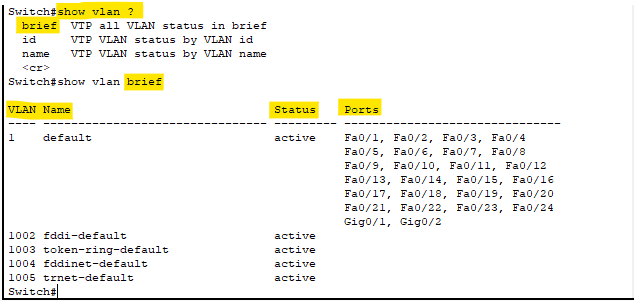 Switch#show vlan ?
brief VTP all VLAN status in brief
id VTP VLAN status by VLAN id
name VTP VLAN status by VLAN name
<cr>
Switch#show vlan brief
VLAN Name Status Ports
---- -------------------------------- --------- -------------------------------
1 default active Fa0/1, Fa0/2, Fa0/3, Fa0/4
Fa0/5, Fa0/6, Fa0/7, Fa0/8
Fa0/9, Fa0/10, Fa0/11, Fa0/12
Fa0/13, Fa0/14, Fa0/15, Fa0/16
Fa0/17, Fa0/18, Fa0/19, Fa0/20
Fa0/21, Fa0/22, Fa0/23, Fa0/24
Gig0/1, Gig0/2
1002 fddi-default active
1003 token-ring-default active
1004 fddinet-default active
1005 trnet-default active
Switch#